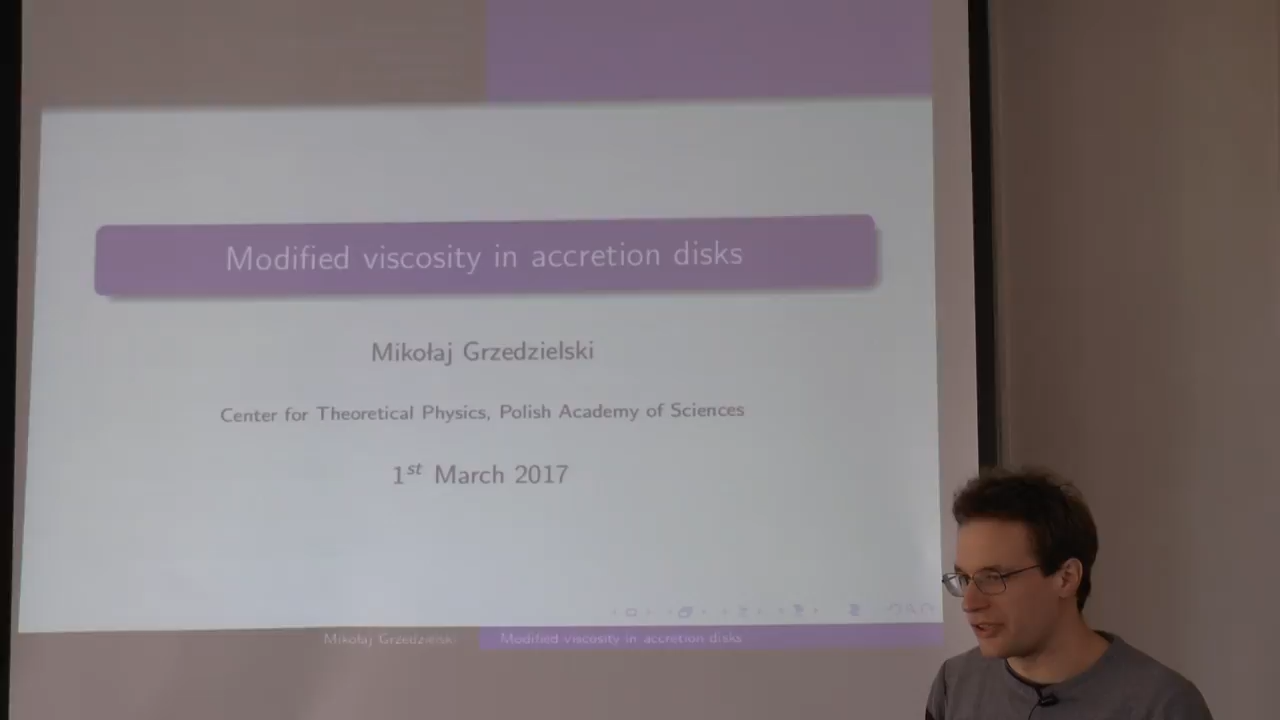 Modified viscosity in accretion disks
Mikołaj Grzedzielski
Center for Theoretical Physics, Polish Academy of Sciences
1st March 2017
Mikołaj Grzedzielski Modified viscosity in accretion disks